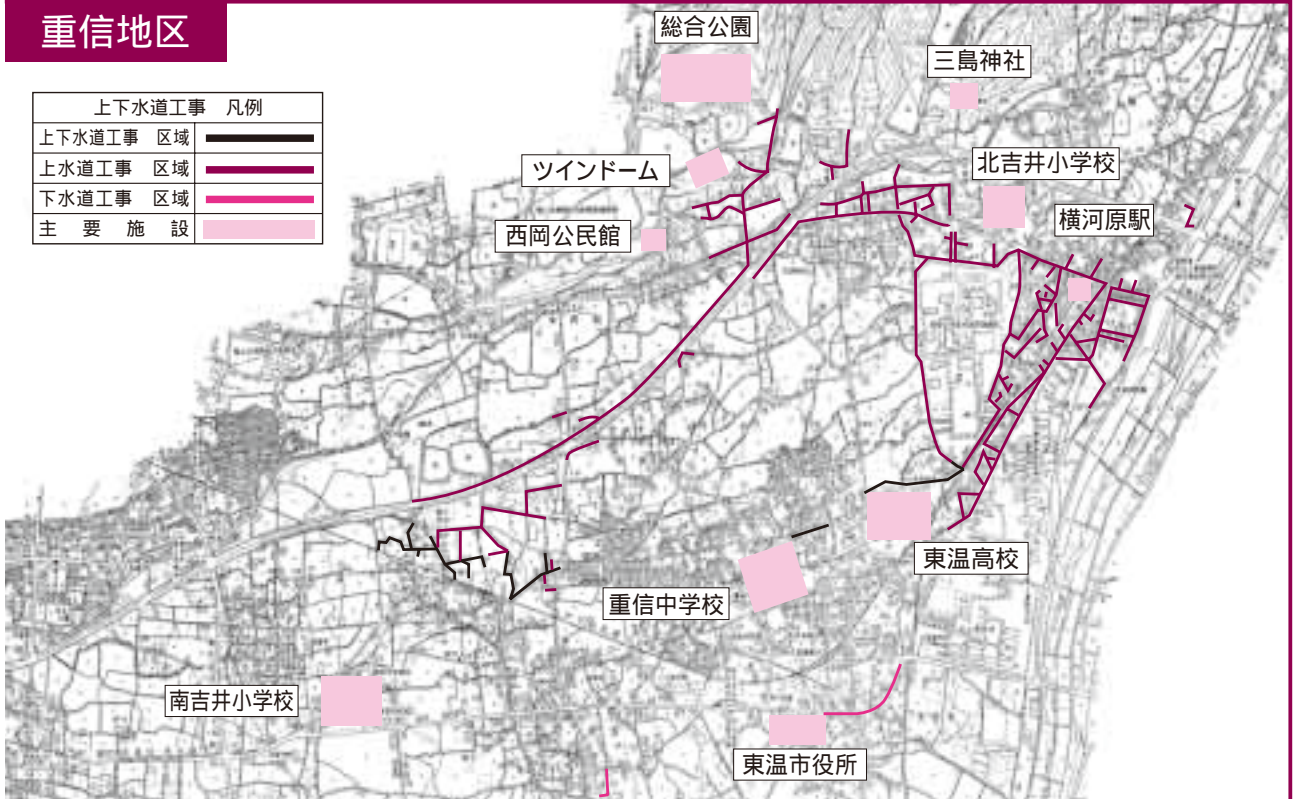 重信地区
上下水道工事 凡例
上下水道工事 区域
上水道工事 区域
下水道工事 区域
主要施設
総合公園
三島神社
ツインドーム
北吉井小学校
西岡公民館
横河原駅
東温高校
重信中学校
南吉井小学校
東温市役所